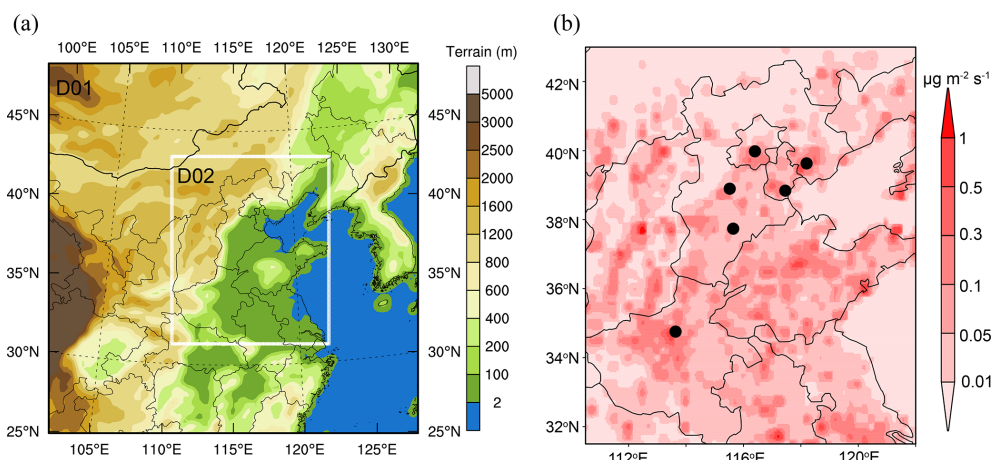 (a)
100°E 105°E 110°E 115°E 120°E 125°E 130°E
Terrain (m)
D01
D02
45°N
40°N
35°N
30°N
25°N
45°N
40°N
35°N
30°N
25°N
105°E 110°E 115°E 120°E 125°E
5000
3000
2500
2000
1600
1200
800
600
400
200
100
2
(b)
μg m⁻² s⁻¹
42°N
40°N
38°N
36°N
34°N
32°N
112°E 116°E 120°E
1
0.5
0.3
0.1
0.05
0.01